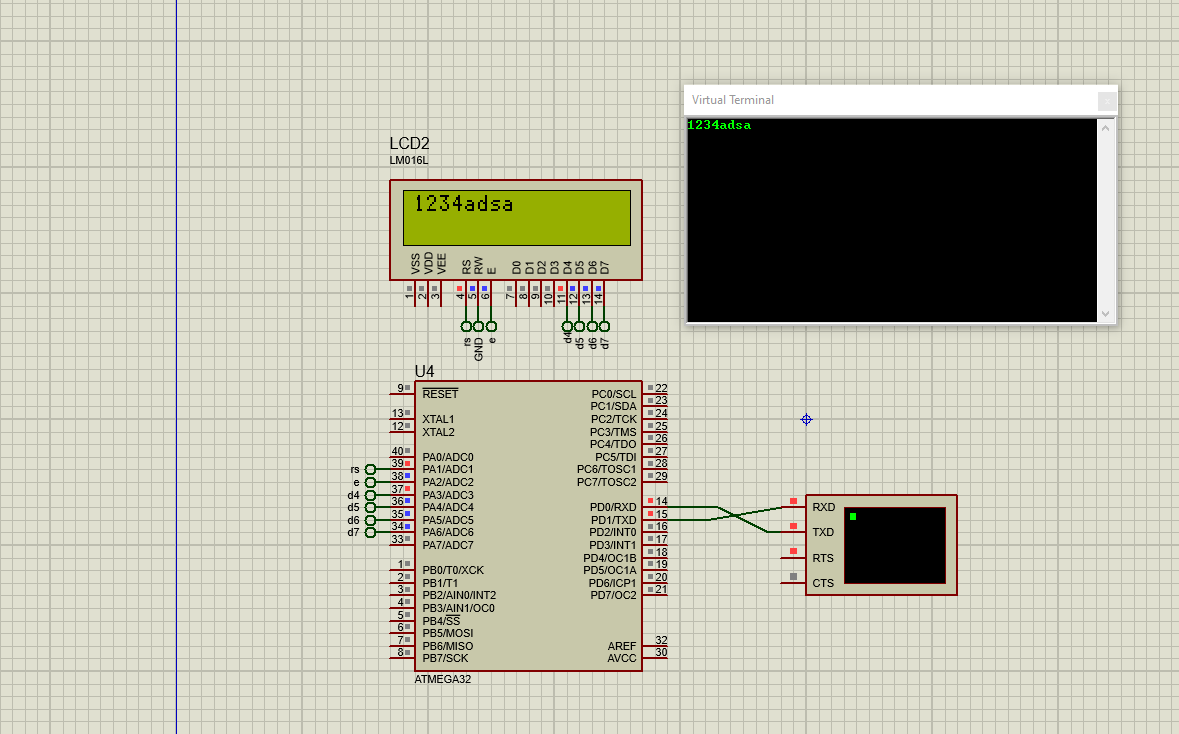 Virtual Terminal
1234adsa
LCD2
LM016L
1234adsa
VSS VDD VEE RS RW E D0 D1 D2 D3 D4 D5 D6 D7
1 2 3 4 5 6 7 8 9 10 11 12 13 14
rs GND e d4 d5 d6 d7
U4
9 RESET
13 XTAL1
12 XTAL2
40 PA0/ADC0
rs 39 PA1/ADC1
e 38 PA2/ADC2
d4 37 PA3/ADC3
d5 36 PA4/ADC4
d6 35 PA5/ADC5
d7 34 PA6/ADC6
33 PA7/ADC7
1 PB0/T0/XCK
2 PB1/T1
3 PB2/AIN0/INT2
4 PB3/AIN1/OC0
5 PB4/SS
6 PB5/MOSI
7 PB6/MISO
8 PB7/SCK
PC0/SCL 22
PC1/SDA 23
PC2/TCK 24
PC3/TMS 25
PC4/TDO 26
PC5/TDI 27
PC6/TOSC1 28
PC7/TOSC2 29
PD0/RXD 14
PD1/TXD 15
PD2/INT0 16
PD3/INT1 17
PD4/OC1B 18
PD5/OC1A 19
PD6/ICP1 20
PD7/OC2 21
AREF 32
AVCC 30
ATMEGA32
RXD
TXD
RTS
CTS